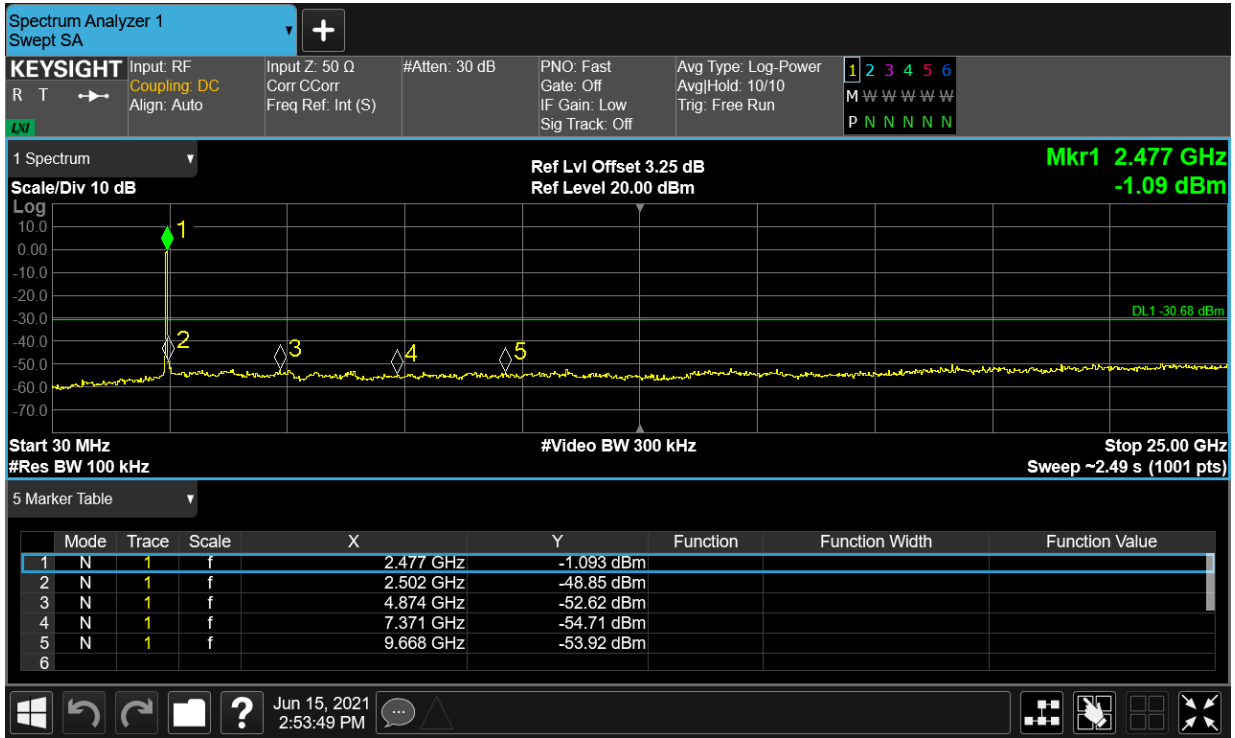 Spectrum Analyzer 1
Swept SA
KEYSIGHT
R T
LXI
Input: RF
Coupling: DC
Align: Auto
Input Z: 50 Ω
Corr CCorr
Freq Ref: Int (S)
#Atten: 30 dB
PNO: Fast
Gate: Off
IF Gain: Low
Sig Track: Off
Avg Type: Log-Power
Avg|Hold: 10/10
Trig: Free Run
1 2 3 4 5 6
M W W W W W
P N N N N N
1 Spectrum
Scale/Div 10 dB
Ref Lvl Offset 3.25 dB
Ref Level 20.00 dBm
Mkr1 2.477 GHz
-1.09 dBm
Log
10.0
0.00
-10.0
-20.0
-30.0
-40.0
-50.0
-60.0
-70.0
1
2
3
4
5
DL1 -30.68 dBm
Start 30 MHz
#Res BW 100 kHz
#Video BW 300 kHz
Stop 25.00 GHz
Sweep ~2.49 s (1001 pts)
5 Marker Table
Mode Trace Scale X Y Function Function Width Function Value
1 N 1 f 2.477 GHz -1.093 dBm
2 N 1 f 2.502 GHz -48.85 dBm
3 N 1 f 4.874 GHz -52.62 dBm
4 N 1 f 7.371 GHz -54.71 dBm
5 N 1 f 9.668 GHz -53.92 dBm
6
?
Jun 15, 2021
2:53:49 PM